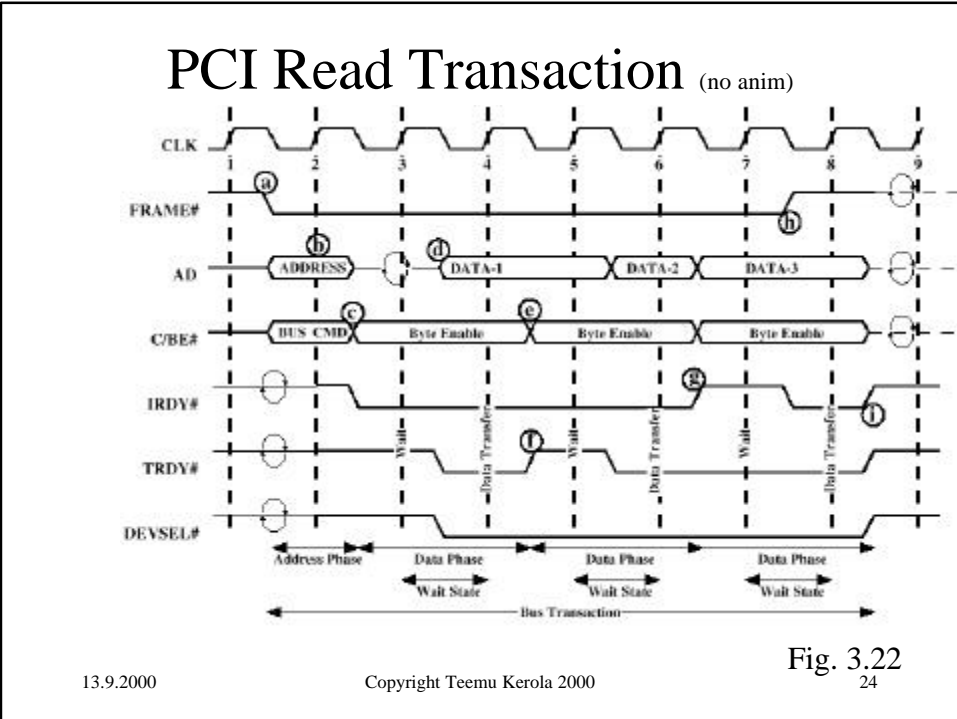 PCI Read Transaction (no anim)
CLK
1 2 3 4 5 6 7 8 9
a
FRAME#
h
b d
AD ADDRESS DATA-1 DATA-2 DATA-3
c e
C/BE# BUS CMD Byte Enable Byte Enable Byte Enable
g
IRDY#
i
Wait Data Transfer Wait Data Transfer Wait Data Transfer
f
TRDY#
DEVSEL#
Address Phase Data Phase Data Phase Data Phase
Wait State Wait State Wait State
Bus Transaction
Fig. 3.22
13.9.2000 Copyright Teemu Kerola 2000 24